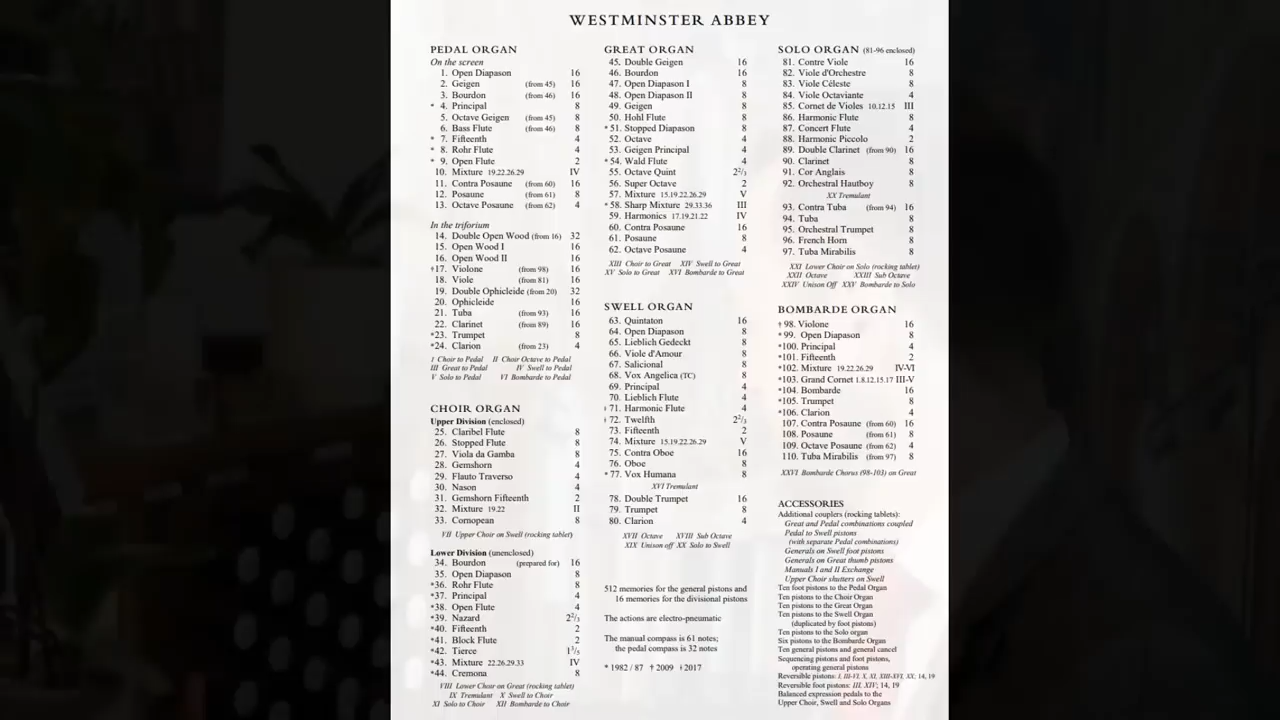 WESTMINSTER ABBEY
PEDAL ORGAN
On the screen
1. Open Diapason 16
2. Geigen (from 45) 16
3. Bourdon (from 46) 16
* 4. Principal 8
5. Octave Geigen (from 45) 8
6. Bass Flute (from 46) 8
* 7. Fifteenth 4
* 8. Rohr Flute 4
* 9. Open Flute 2
10. Mixture 19.22.26.29 IV
11. Contra Posaune (from 60) 16
12. Posaune (from 61) 8
13. Octave Posaune (from 62) 4
In the triforium
14. Double Open Wood (from 16) 32
15. Open Wood I 16
16. Open Wood II 16
†17. Violone (from 98) 16
18. Viole (from 81) 16
19. Double Ophicleide (from 20) 32
20. Ophicleide 16
21. Tuba (from 93) 16
22. Clarinet (from 89) 16
*23. Trumpet 8
*24. Clarion (from 23) 4
I Choir to Pedal II Choir Octave to Pedal
III Great to Pedal IV Swell to Pedal
V Solo to Pedal VI Bombarde to Pedal
CHOIR ORGAN
Upper Division (enclosed)
25. Claribel Flute 8
26. Stopped Flute 8
27. Viola da Gamba 8
28. Gemshorn 4
29. Flauto Traverso 4
30. Nason 4
31. Gemshorn Fifteenth 2
32. Mixture 19.22 II
33. Cornopean 8
VII Upper Choir on Swell (rocking tablet)
Lower Division (unenclosed)
34. Bourdon (prepared for) 16
35. Open Diapason 8
*36. Rohr Flute 8
*37. Principal 4
*38. Open Flute 4
*39. Nazard 2²/₃
*40. Fifteenth 2
*41. Block Flute 2
*42. Tierce 1³/₅
*43. Mixture 22.26.29.33 IV
*44. Cremona 8
VIII Lower Choir on Great (rocking tablet)
IX Tremulant X Swell to Choir
XI Solo to Choir XII Bombarde to Choir
GREAT ORGAN
45. Double Geigen 16
46. Bourdon 16
47. Open Diapason I 8
48. Open Diapason II 8
49. Geigen 8
50. Hohl Flute 8
* 51. Stopped Diapason 8
52. Octave 4
53. Geigen Principal 4
* 54. Wald Flute 4
55. Octave Quint 2²/₃
56. Super Octave 2
57. Mixture 15.19.22.26.29 V
* 58. Sharp Mixture 29.33.36 III
59. Harmonics 17.19.21.22 IV
60. Contra Posaune 16
61. Posaune 8
62. Octave Posaune 4
XIII Choir to Great XIV Swell to Great
XV Solo to Great XVI Bombarde to Great
SWELL ORGAN
63. Quintaton 16
64. Open Diapason 8
65. Lieblich Gedeckt 8
66. Viole d'Amour 8
67. Salicional 8
68. Vox Angelica (TC) 8
69. Principal 4
70. Lieblich Flute 4
ǂ 71. Harmonic Flute 4
ǂ 72. Twelfth 2²/₃
73. Fifteenth 2
74. Mixture 15.19.22.26.29 V
75. Contra Oboe 16
76. Oboe 8
* 77. Vox Humana 8
XVI Tremulant
78. Double Trumpet 16
79. Trumpet 8
80. Clarion 4
XVII Octave XVIII Sub Octave
XIX Unison off XX Solo to Swell
512 memories for the general pistons and
16 memories for the divisional pistons
The actions are electro-pneumatic
The manual compass is 61 notes;
the pedal compass is 32 notes
* 1982 / 87 † 2009 ǂ 2017
SOLO ORGAN (81-96 enclosed)
81. Contre Viole 16
82. Viole d'Orchestre 8
83. Viole Céleste 8
84. Viole Octaviante 4
85. Cornet de Violes 10.12.15 III
86. Harmonic Flute 8
87. Concert Flute 4
88. Harmonic Piccolo 2
89. Double Clarinet (from 90) 16
90. Clarinet 8
91. Cor Anglais 8
92. Orchestral Hautboy 8
XX Tremulant
93. Contra Tuba (from 94) 16
94. Tuba 8
95. Orchestral Trumpet 8
96. French Horn 8
97. Tuba Mirabilis 8
XXI Lower Choir on Solo (rocking tablet)
XXII Octave XXIII Sub Octave
XXIV Unison Off XXV Bombarde to Solo
BOMBARDE ORGAN
† 98. Violone 16
* 99. Open Diapason 8
*100. Principal 4
*101. Fifteenth 2
*102. Mixture 19.22.26.29 IV-VI
*103. Grand Cornet 1.8.12.15.17 III-V
*104. Bombarde 16
*105. Trumpet 8
*106. Clarion 4
107. Contra Posaune (from 60) 16
108. Posaune (from 61) 8
109. Octave Posaune (from 62) 4
110. Tuba Mirabilis (from 97) 8
XXVI Bombarde Chorus (98-103) on Great
ACCESSORIES
Additional couplers (rocking tablets):
Great and Pedal combinations coupled
Pedal to Swell pistons
(with separate Pedal combinations)
Generals on Swell foot pistons
Generals on Great thumb pistons
Manuals I and II Exchange
Upper Choir shutters on Swell
Ten foot pistons to the Pedal Organ
Ten pistons to the Choir Organ
Ten pistons to the Great Organ
Ten pistons to the Swell Organ
(duplicated by foot pistons)
Ten pistons to the Solo organ
Six pistons to the Bombarde Organ
Ten general pistons and general cancel
Sequencing pistons and foot pistons,
operating general pistons
Reversible pistons: I, III-VI, X, XI, XIII-XVI, XX; 14, 19
Reversible foot pistons: III, XIV; 14, 19
Balanced expression pedals to the
Upper Choir, Swell and Solo Organs